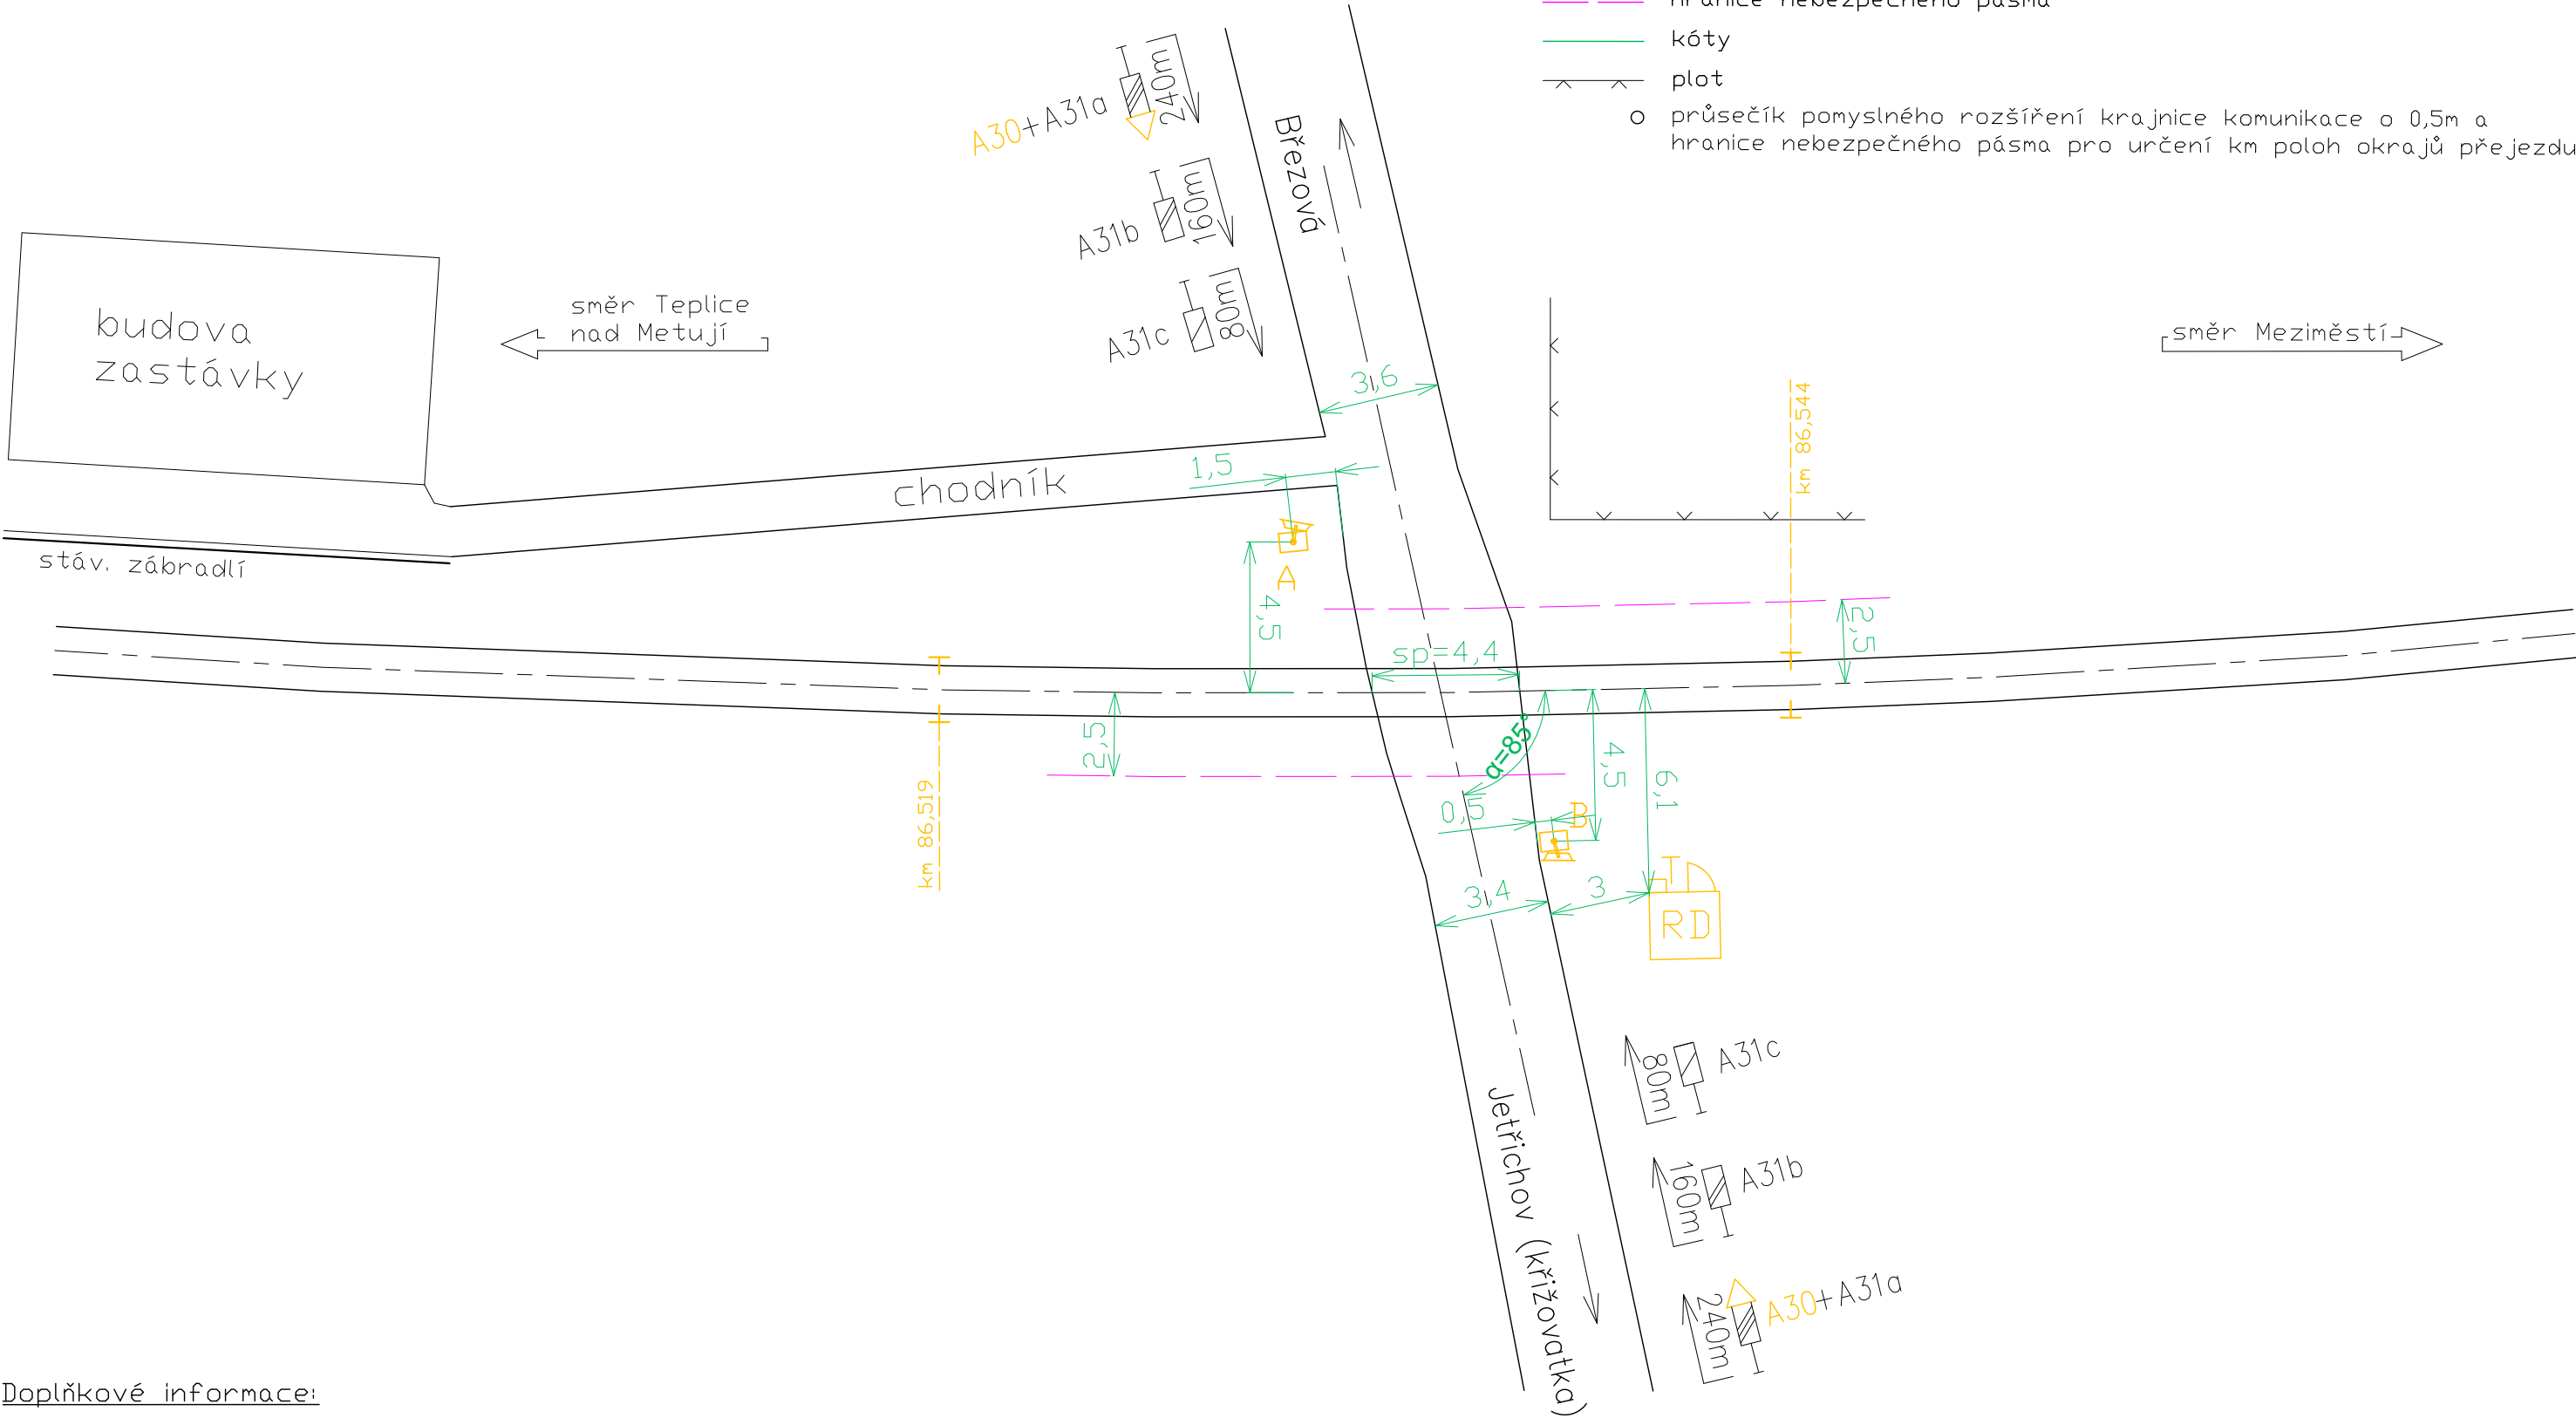 hranice nebezpečného pásma
kóty
plot
průsečík pomyslného rozšíření krajnice komunikace o 0,5m a
hranice nebezpečného pásma pro určení km poloh okrajů přejezdu
A30+A31a
240m
A31b
160m
A31c
80m
Březová
budova
zastávky
směr Teplice
nad Metují
směr Meziměstí
3,6
km 86,544
1,5
chodník
stáv. zábradlí
A
4,5
2,5
sp=4,4
2,5
α=85°
4,5
6,1
km 86,519
0,5
B
3,4
3
RD
80m
A31c
Jetřichov (křižovatka)
160m
A31b
240m
A30+A31a
Doplňkové informace: